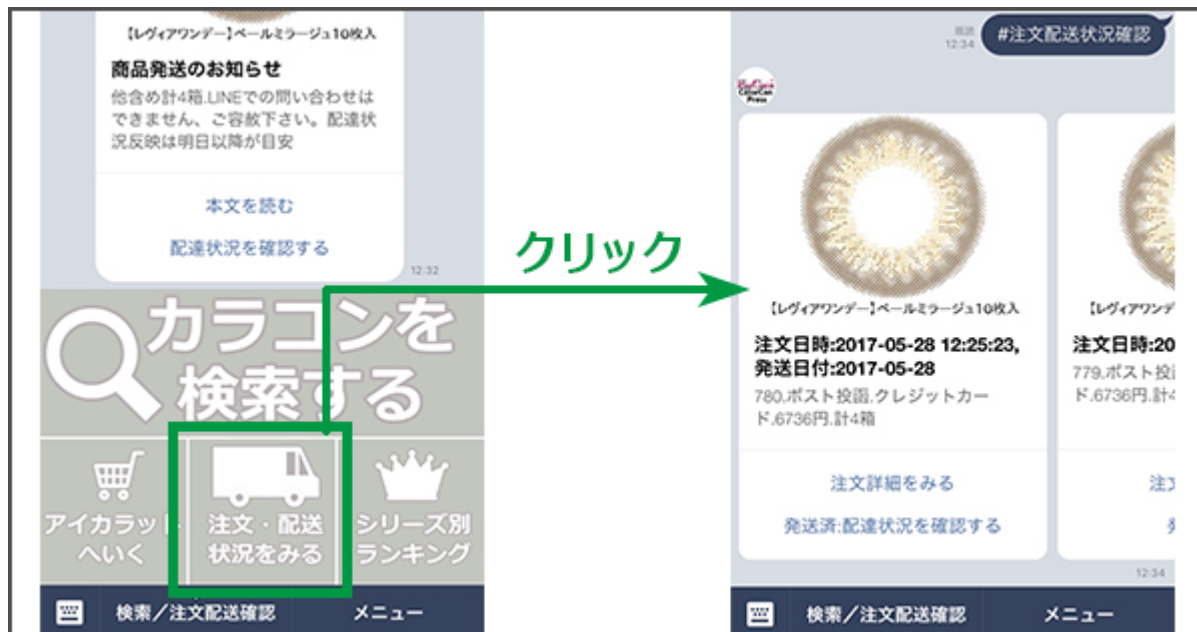 【レヴィアワンデー】ペールミラージュ10枚入
商品発送のお知らせ
他含め計4箱.LINEでの問い合わせは
できません、ご容赦下さい。配達状
況反映は明日以降が目安
本文を読む
配達状況を確認する
12:32
カラコンを
検索する
アイカラット
へいく
注文・配送
状況をみる
シリーズ別
ランキング
検索／注文配送確認
メニュー
クリック
既読
12:34
#注文配送状況確認
ColorCon
Press
【レヴィアワンデー】ペールミラージュ10枚入
注文日時:2017-05-28 12:25:23,
発送日付:2017-05-28
780.ポスト投函.クレジットカー
ド.6736円.計4箱
注文詳細をみる
発送済:配達状況を確認する
【レヴィアワンデ
注文日時:20
779.ポスト投
ド.6736円.計4
注
12:34
検索／注文配送確認
メニュー